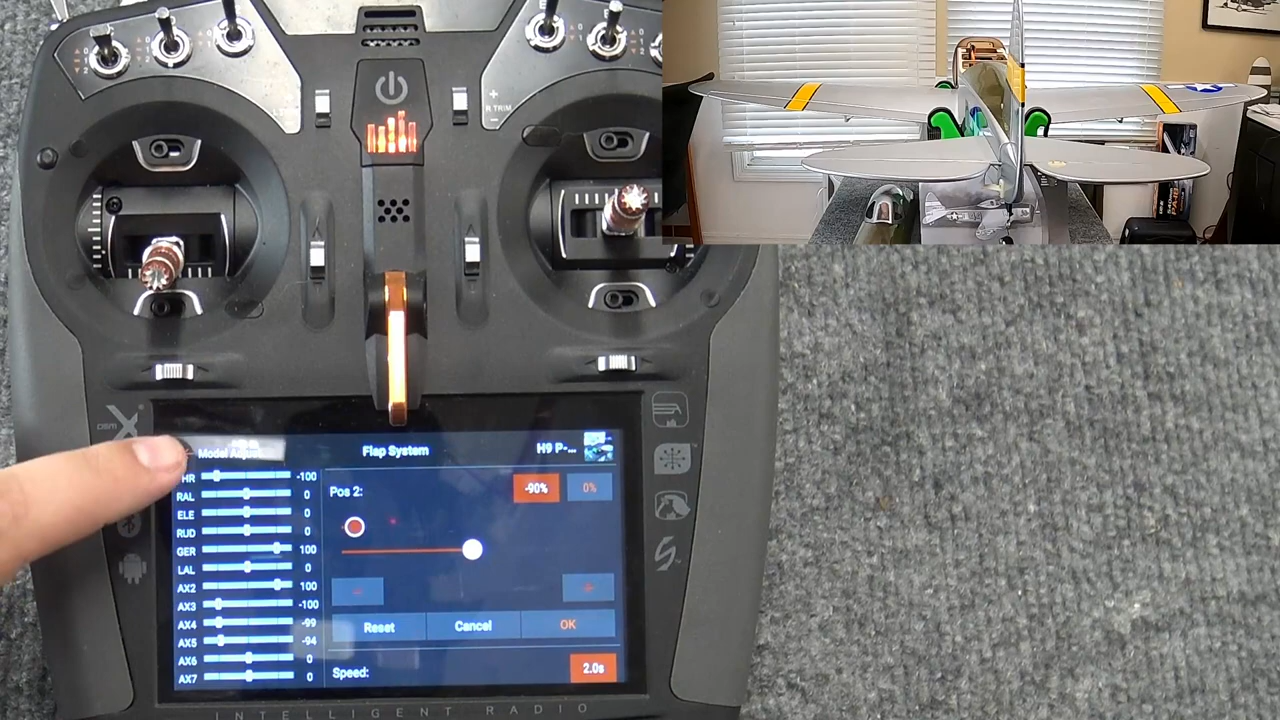 R TRIM
DSM X
Model Adjust
Flap System
H9 P-...
HR -100
RAL 0
ELE 0
RUD 0
GER 100
LAL 0
AX2 100
AX3 -100
AX4 -99
AX5 -94
AX6 0
AX7 0
Pos 2:
-90%
0%
Reset
Cancel
OK
Speed:
2.0s
INTELLIGENT RADIO